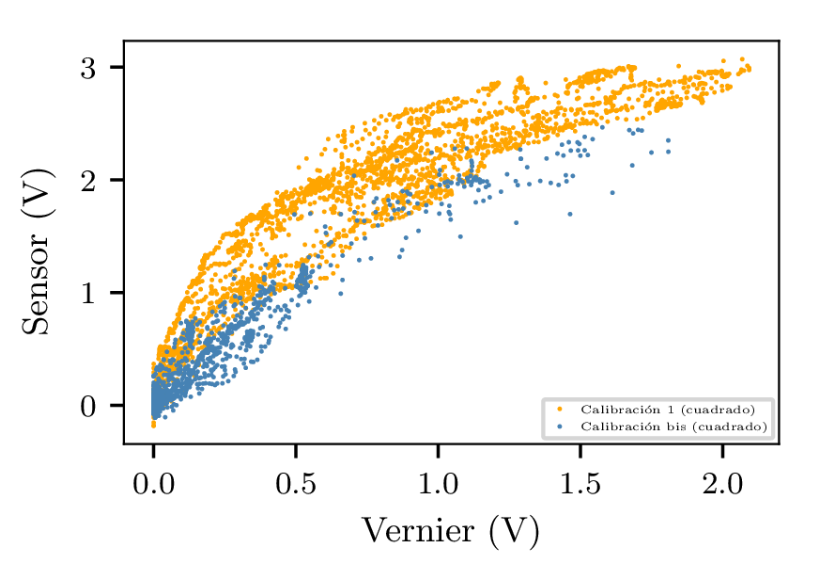 3
2
1
0
Sensor (V)
Calibración 1 (cuadrado)
Calibración bis (cuadrado)
0.0 0.5 1.0 1.5 2.0
Vernier (V)